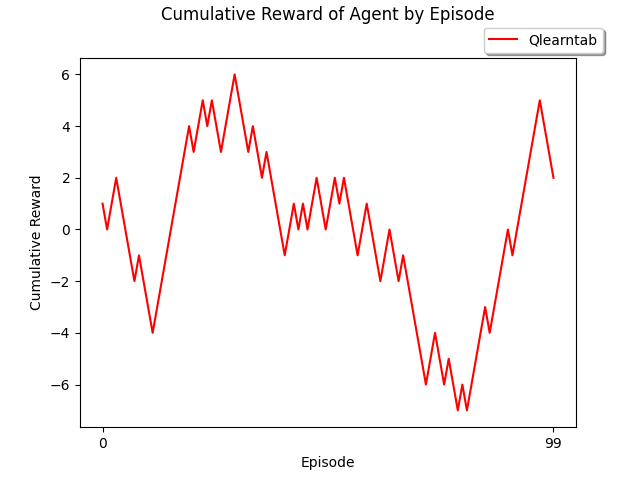 Cumulative Reward of Agent by Episode
Qlearntab
6
4
2
0
−2
−4
−6
Cumulative Reward
0
99
Episode